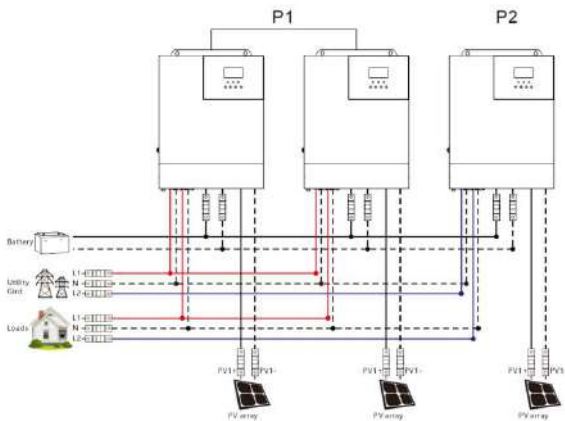 P1 P2
Battery
Utility
Grid
L1
N
L2
Loads
L1
N
L2
PV1+ PV1- PV1+ PV1- PV1+ PV1
PV array PV array PV array